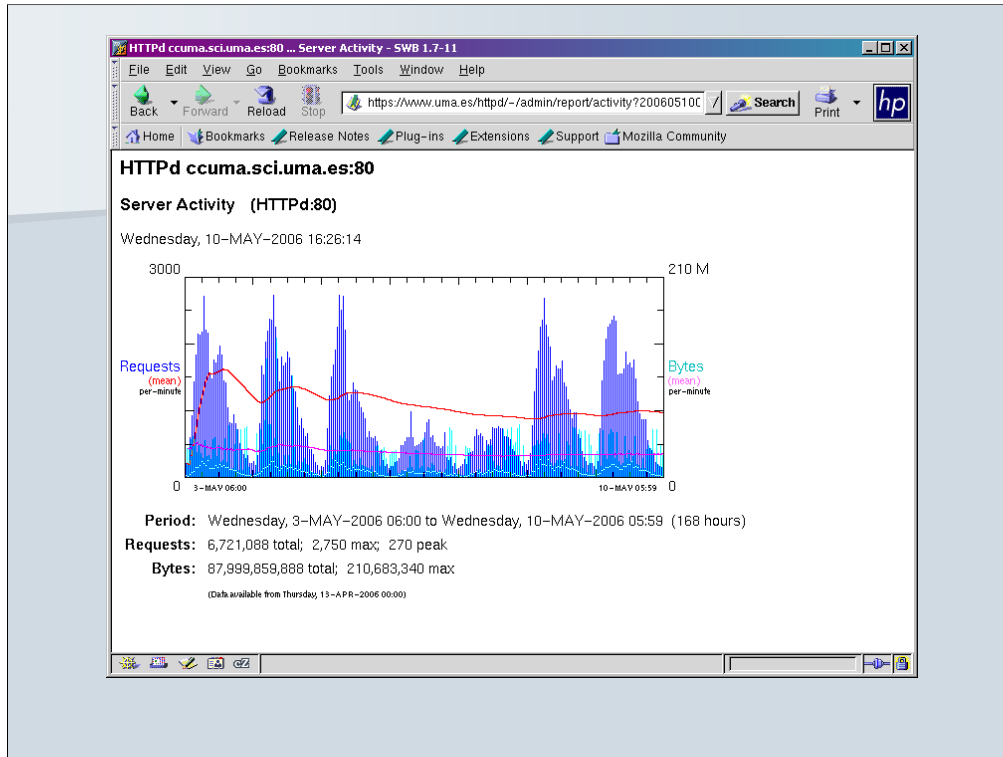 HTTPd ccuma.sci.uma.es:80 ... Server Activity - SWB 1.7-11
File Edit View Go Bookmarks Tools Window Help
Back Forward Reload Stop https://www.uma.es/httpd/-/admin/report/activity?20060510( Search Print hp
Home Bookmarks Release Notes Plug-ins Extensions Support Mozilla Community
HTTPd ccuma.sci.uma.es:80
Server Activity (HTTPd:80)
Wednesday, 10-MAY-2006 16:26:14
3000 210 M
Requests Bytes
(mean) (mean)
per-minute per-minute
0 3-MAY 06:00 10-MAY 05:59 0
Period: Wednesday, 3-MAY-2006 06:00 to Wednesday, 10-MAY-2006 05:59 (168 hours)
Requests: 6,721,088 total; 2,750 max; 270 peak
Bytes: 87,999,859,888 total; 210,683,340 max
(Data available from Thursday, 13-APR-2006 00:00)